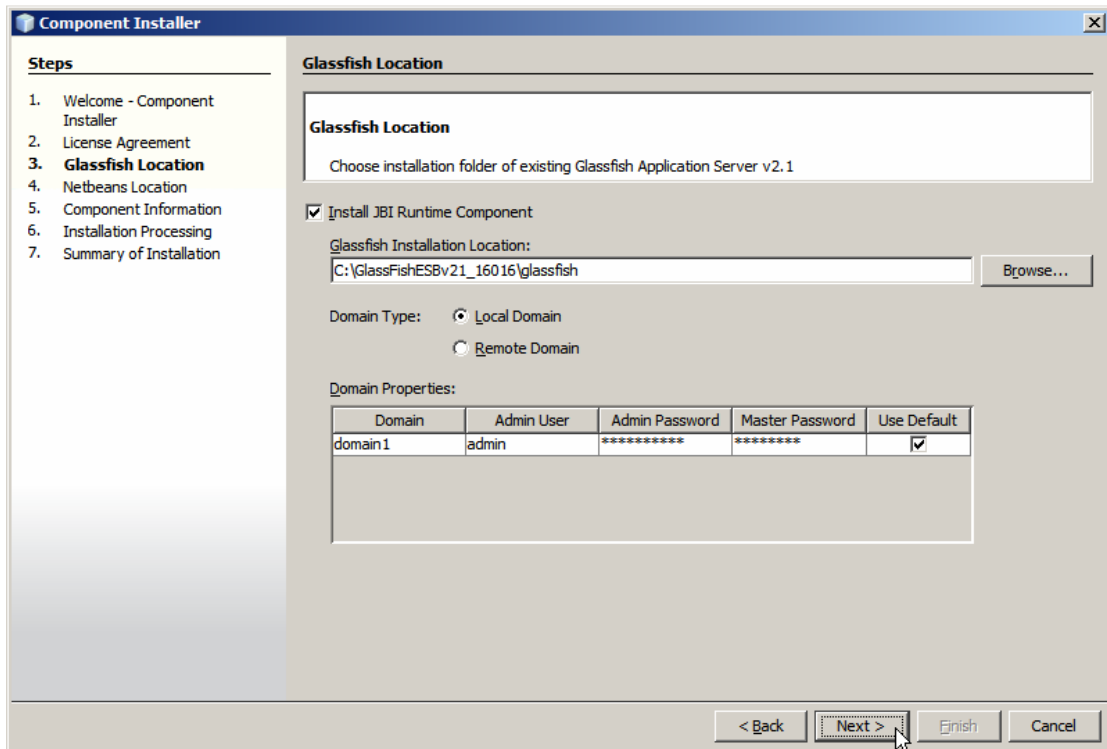 Component Installer
Steps
1. Welcome - Component
Installer
2. License Agreement
3. Glassfish Location
4. Netbeans Location
5. Component Information
6. Installation Processing
7. Summary of Installation
Glassfish Location
Glassfish Location
Choose installation folder of existing Glassfish Application Server v2.1
Install JBI Runtime Component
Glassfish Installation Location:
C:\GlassFishESBv21_16016\glassfish
Browse...
Domain Type: Local Domain
Remote Domain
Domain Properties:
Domain Admin User Admin Password Master Password Use Default
domain1 admin ********** ********
< Back Next > Finish Cancel